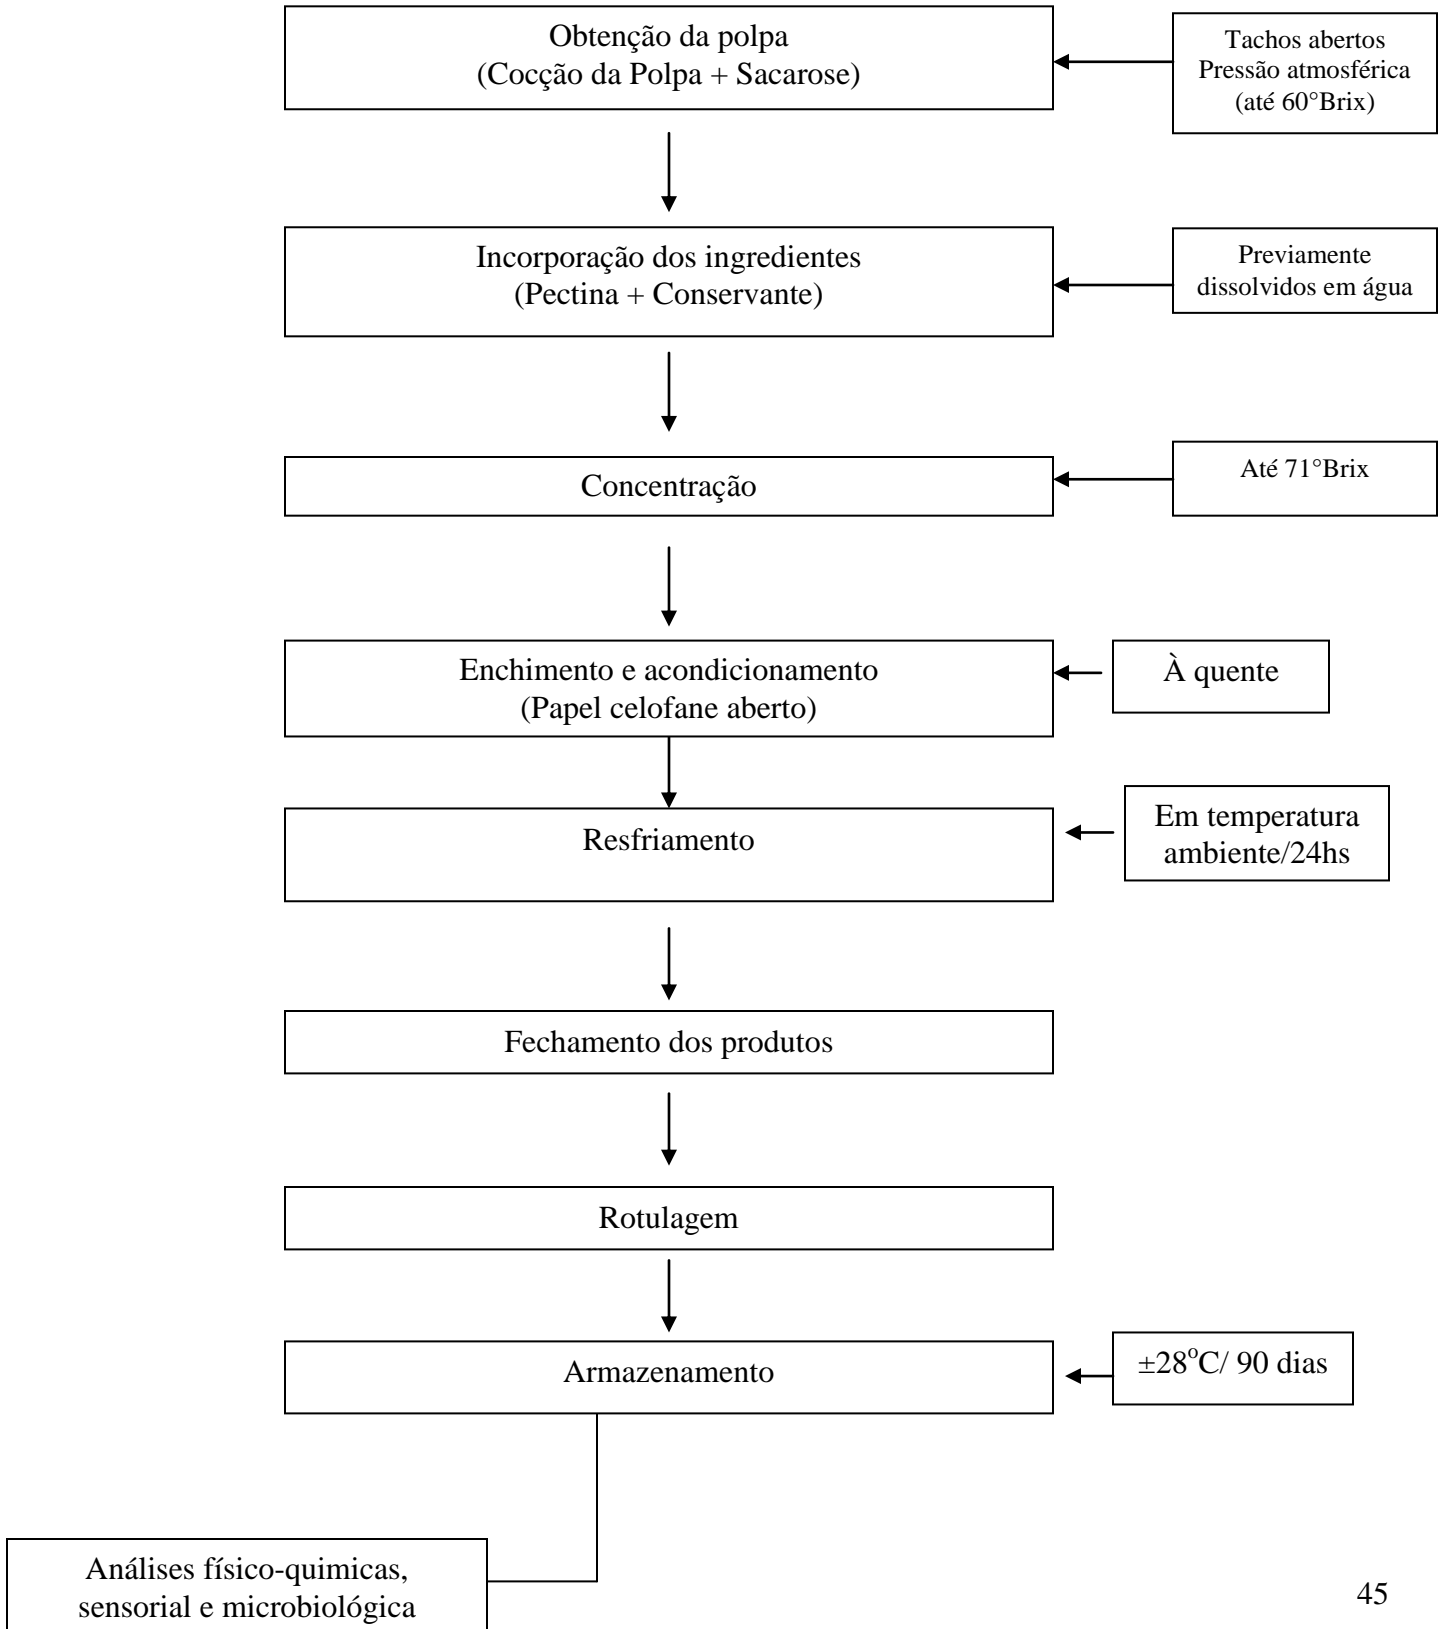 Obtenção da polpa
(Cocção da Polpa + Sacarose)
Tachos abertos
Pressão atmosférica
(até 60°Brix)
Incorporação dos ingredientes
(Pectina + Conservante)
Previamente
dissolvidos em água
Concentração
Até 71°Brix
Enchimento e acondicionamento
(Papel celofane aberto)
À quente
Resfriamento
Em temperatura
ambiente/24hs
Fechamento dos produtos
Rotulagem
Armazenamento
±28°C/ 90 dias
Análises físico-quimicas,
sensorial e microbiológica
45